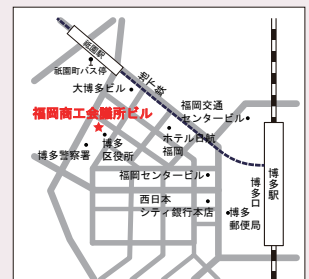 祇園駅
祇園町バス停
地下鉄
大博多ビル
福岡交通
センタービル
福岡商工会議所ビル
ホテル日航
福岡
博多
区役所
博多警察署
福岡センタービル
博多口
博多駅
西日本
シティ銀行本店
博多
郵便局